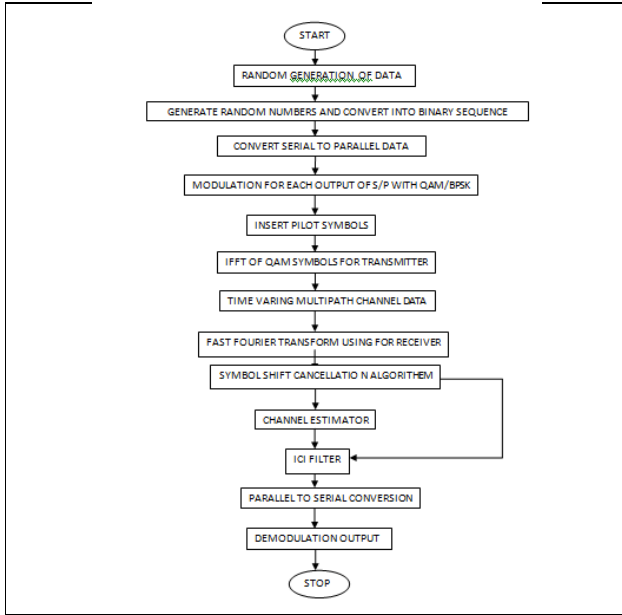 START
RANDOM GENERATION OF DATA
GENERATE RANDOM NUMBERS AND CONVERT INTO BINARY SEQUENCE
CONVERT SERIAL TO PARALLEL DATA
MODULATION FOR EACH OUTPUT OF S/P WITH QAM/BPSK
INSERT PILOT SYMBOLS
IFFT OF QAM SYMBOLS FOR TRANSMITTER
TIME VARING MULTIPATH CHANNEL DATA
FAST FOURIER TRANSFORM USING FOR RECEIVER
SYMBOL SHIFT CANCELLATIO N ALGORITHEM
CHANNEL ESTIMATOR
ICI FILTER
PARALLEL TO SERIAL CONVERSION
DEMODULATION OUTPUT
STOP